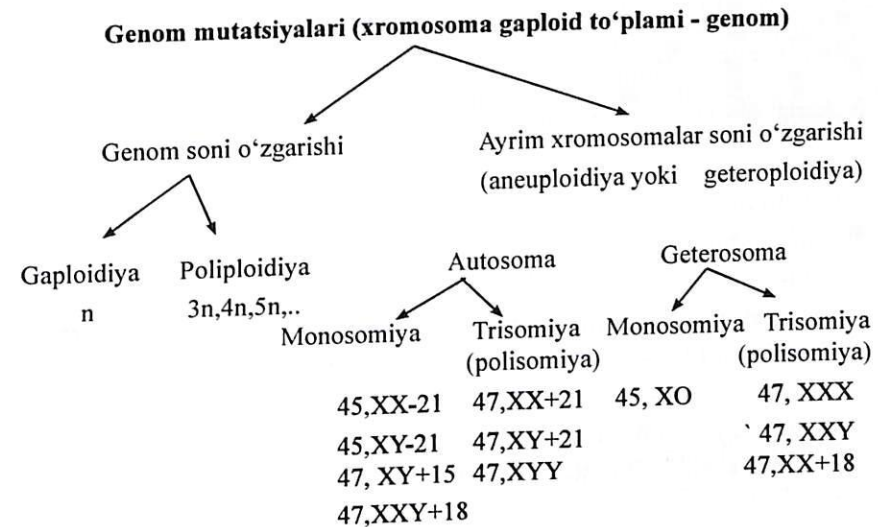 Genom mutatsiyalari (xromosoma gaploid to‘plami - genom)
Genom soni o‘zgarishi
Ayrim xromosomalar soni o‘zgarishi
(aneuploidiya yoki geteroploidiya)
Gaploidiya
n
Poliploidiya
3n,4n,5n,..
Autosoma
Geterosoma
Monosomiya
Trisomiya
(polisomiya)
Monosomiya
Trisomiya
(polisomiya)
45,XX-21 47,XX+21 45, XO 47, XXX
45,XY-21 47,XY+21 ` 47, XXY
47, XY+15 47,XYY 47,XX+18
47,XXY+18